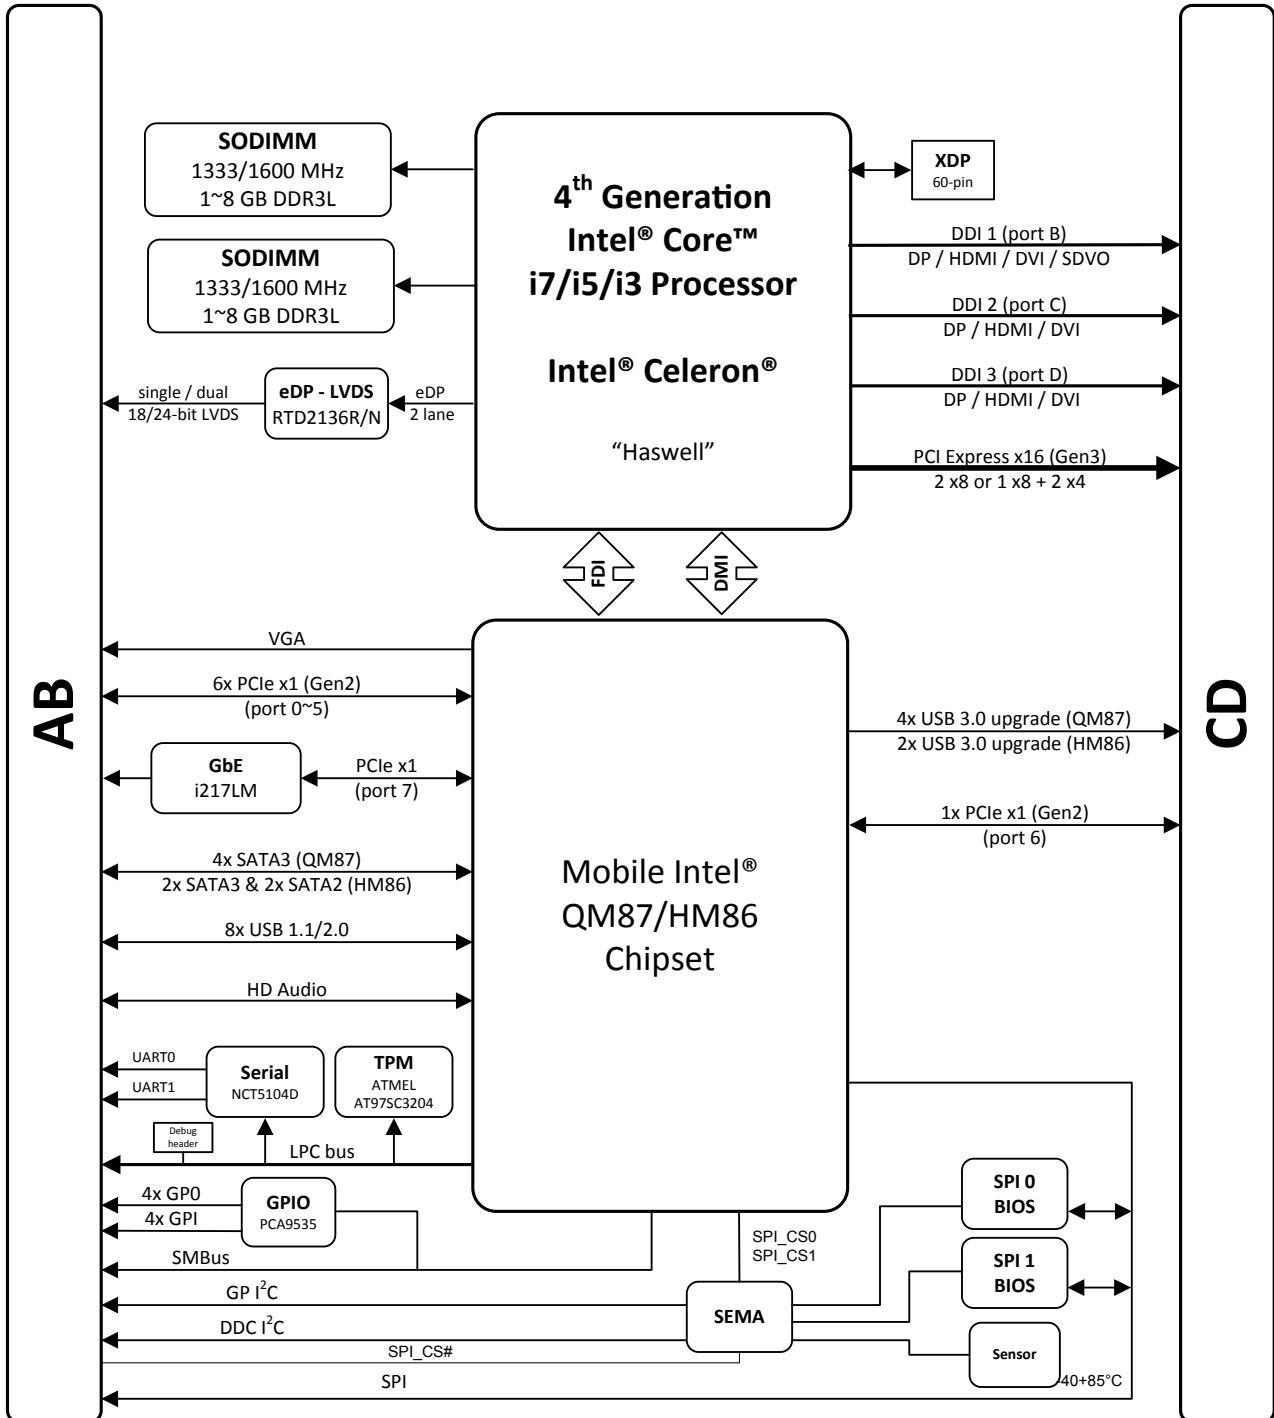 AB
CD
SODIMM
1333/1600 MHz
1~8 GB DDR3L
SODIMM
1333/1600 MHz
1~8 GB DDR3L
single / dual
18/24-bit LVDS
eDP - LVDS
RTD2136R/N
eDP
2 lane
4th Generation
Intel® Core™
i7/i5/i3 Processor
Intel® Celeron®
“Haswell”
XDP
60-pin
DDI 1 (port B)
DP / HDMI / DVI / SDVO
DDI 2 (port C)
DP / HDMI / DVI
DDI 3 (port D)
DP / HDMI / DVI
PCI Express x16 (Gen3)
2 x8 or 1 x8 + 2 x4
FDI
DMI
VGA
6x PCIe x1 (Gen2)
(port 0~5)
GbE
i217LM
PCIe x1
(port 7)
4x SATA3 (QM87)
2x SATA3 & 2x SATA2 (HM86)
8x USB 1.1/2.0
HD Audio
Mobile Intel®
QM87/HM86
Chipset
4x USB 3.0 upgrade (QM87)
2x USB 3.0 upgrade (HM86)
1x PCIe x1 (Gen2)
(port 6)
UART0
UART1
Serial
NCT5104D
TPM
ATMEL
AT97SC3204
Debug
header
LPC bus
4x GP0
4x GPI
GPIO
PCA9535
SMBus
GP I²C
DDC I²C
SPI_CS#
SPI
SPI_CS0
SPI_CS1
SEMA
SPI 0
BIOS
SPI 1
BIOS
Sensor
-40+85°C